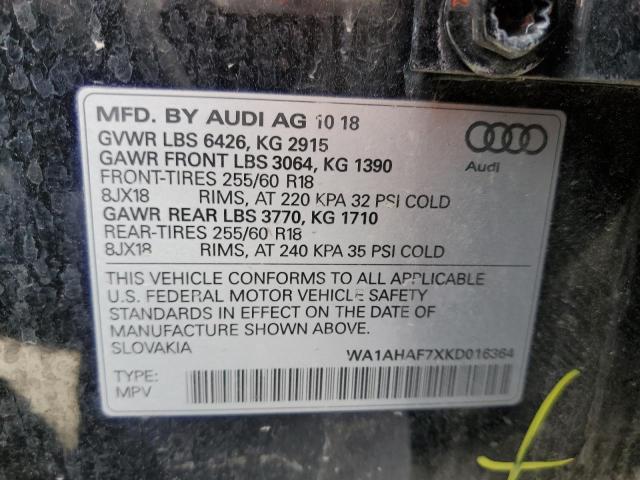 MFD. BY AUDI AG 10 18
GVWR LBS 6426, KG 2915
GAWR FRONT LBS 3064, KG 1390
FRONT-TIRES 255/60 R18
8JX18 RIMS, AT 220 KPA 32 PSI COLD
GAWR REAR LBS 3770, KG 1710
REAR-TIRES 255/60 R18
8JX18 RIMS, AT 240 KPA 35 PSI COLD
Audi
THIS VEHICLE CONFORMS TO ALL APPLICABLE
U.S. FEDERAL MOTOR VEHICLE SAFETY
STANDARDS IN EFFECT ON THE DATE OF
MANUFACTURE SHOWN ABOVE.
SLOVAKIA WA1AHAF7XKD016364
TYPE:
MPV